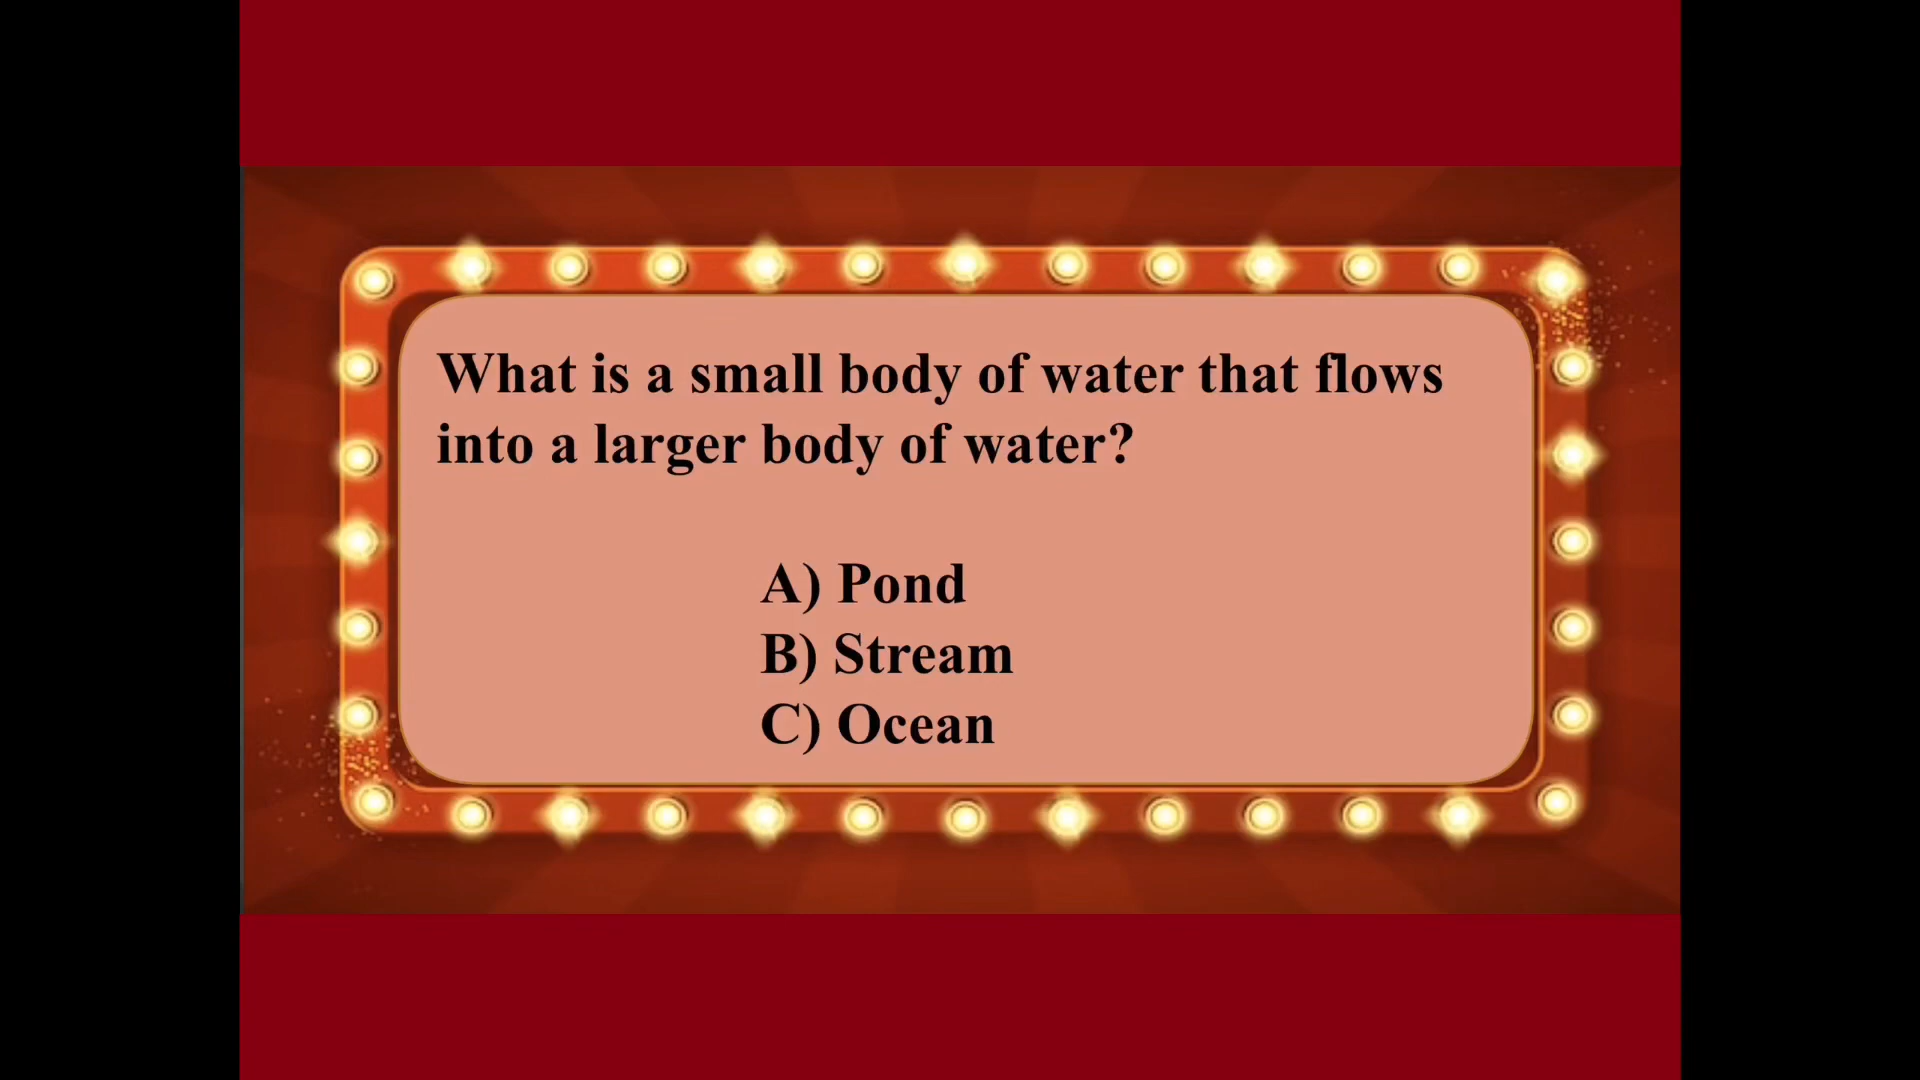 What is a small body of water that flows
into a larger body of water?
A) Pond
B) Stream
C) Ocean